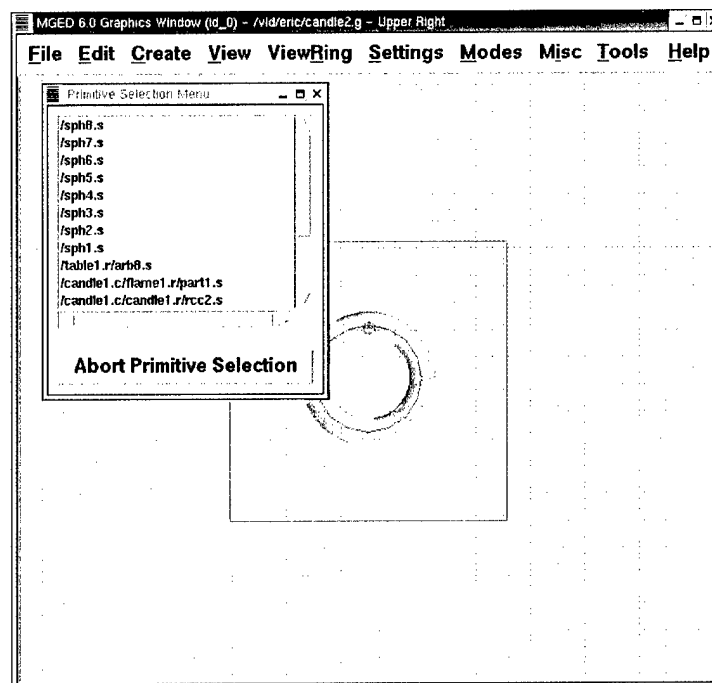 MGED 6.0 Graphics Window (id_0) - /vld/eric/candle2.g - Upper Right
File Edit Create View ViewRing Settings Modes Misc Tools Help
Primitive Selection Menu
/sph8.s
/sph7.s
/sph6.s
/sph5.s
/sph4.s
/sph3.s
/sph2.s
/sph1.s
/table1.r/arb8.s
/candle1.c/flame1.r/part1.s
/candle1.c/candle1.r/rcc2.s
Abort Primitive Selection